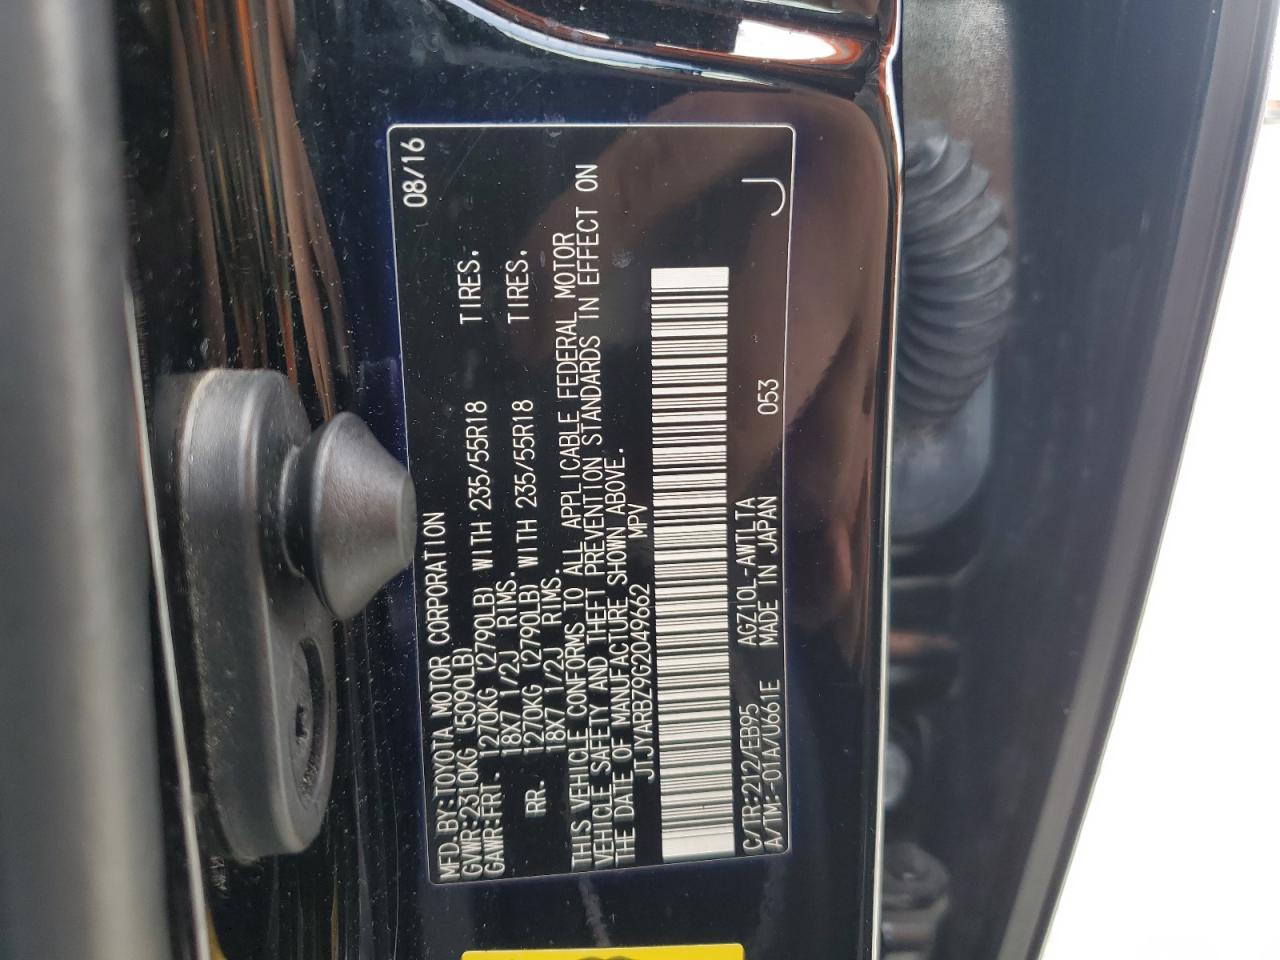 MFD. BY: TOYOTA MOTOR CORPORATION 08/16
GVWR: 2310KG (5090LB)
GAWR: FRT. 1270KG (2790LB) WITH 235/55R18 TIRES.
18X7 1/2J RIMS.
RR. 1270KG (2790LB) WITH 235/55R18 TIRES.
18X7 1/2J RIMS.
THIS VEHICLE CONFORMS TO ALL APPLICABLE FEDERAL MOTOR
VEHICLE SAFETY AND THEFT PREVENTION STANDARDS IN EFFECT ON
THE DATE OF MANUFACTURE SHOWN ABOVE.
JTJYARBZ9G2049662 MPV
C/TR: 212/EB95 AGZ10L-AWTLTA 053 J
A/TM: -01A/U661E MADE IN JAPAN